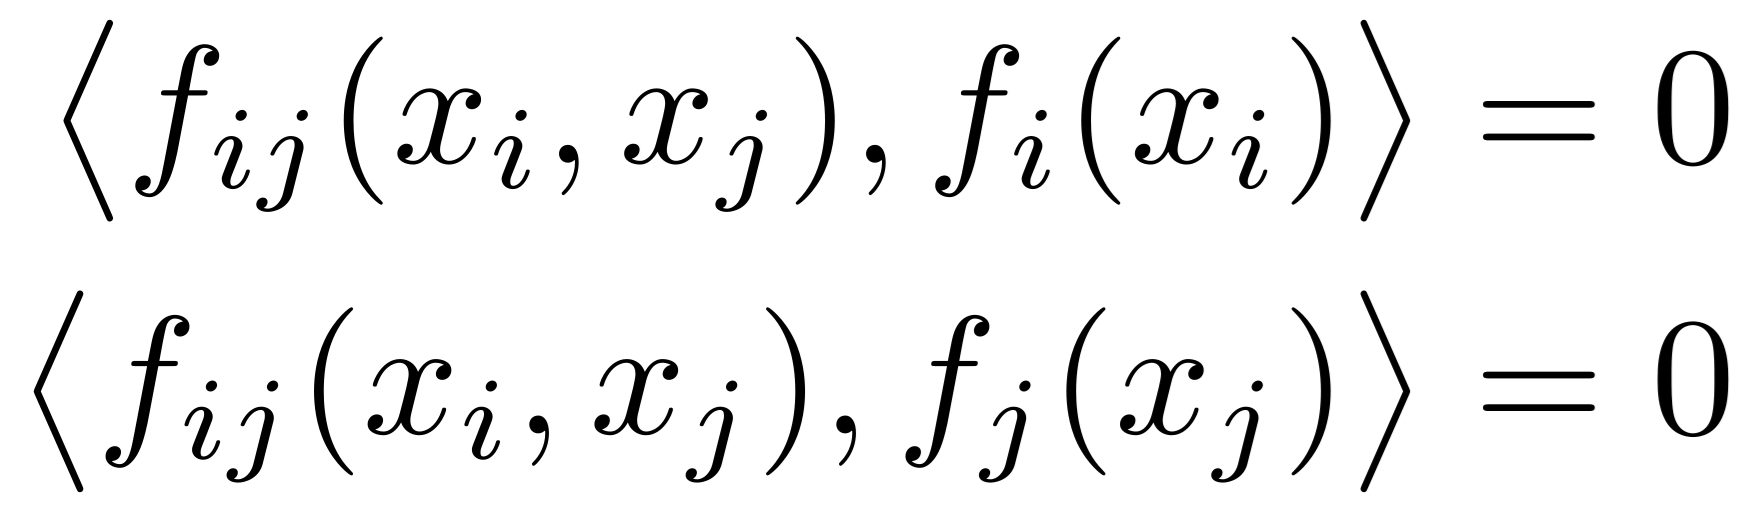 ⟨f_{ij}(x_i, x_j), f_i(x_i)⟩ = 0
⟨f_{ij}(x_i, x_j), f_j(x_j)⟩ = 0